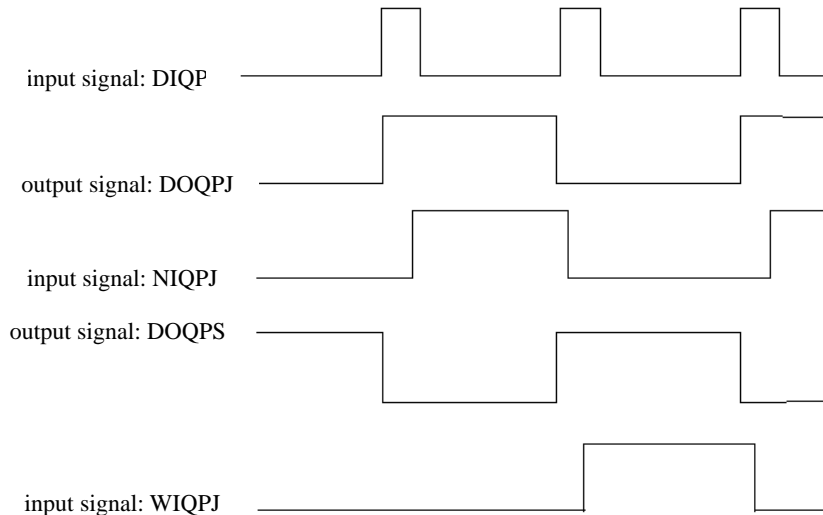 input signal: DIQP
output signal: DOQPJ
input signal: NIQPJ
output signal: DOQPS
input signal: WIQPJ